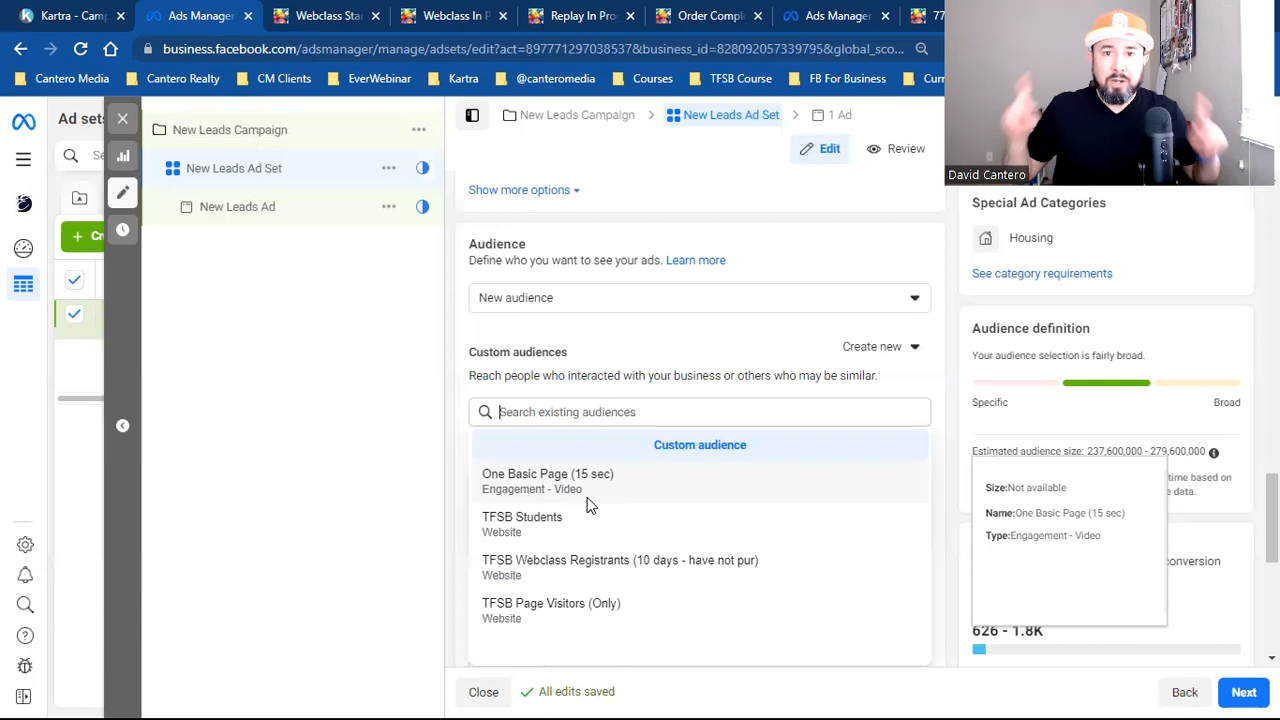 Kartra - Camp
Ads Manager
Webclass Sta
Webclass In P
Replay In Pro
Order Comple
Ads Manager
77
business.facebook.com/adsmanager/manage/adsets/edit?act=897771297038537&business_id=828092057339795&global_sco...
Cantero Media
Cantero Realty
CM Clients
EverWebinar
Kartra
@canteromedia
Courses
TFSB Course
FB For Business
Curr
David Cantero
Ad sets
Se
Cr
New Leads Campaign
New Leads Ad Set
New Leads Ad
New Leads Campaign
New Leads Ad Set
1 Ad
Edit
Review
Show more options
Audience
Define who you want to see your ads. Learn more
New audience
Custom audiences
Create new
Reach people who interacted with your business or others who may be similar.
Search existing audiences
Custom audience
One Basic Page (15 sec)
Engagement - Video
TFSB Students
Website
TFSB Webclass Registrants (10 days - have not pur)
Website
TFSB Page Visitors (Only)
Website
Special Ad Categories
Housing
See category requirements
Audience definition
Your audience selection is fairly broad.
Specific
Broad
Estimated audience size: 237,600,000 - 279,600,000
time based on
e data.
Size:Not available
Name:One Basic Page (15 sec)
Type:Engagement - Video
conversion
626 - 1.8K
Close
All edits saved
Back
Next